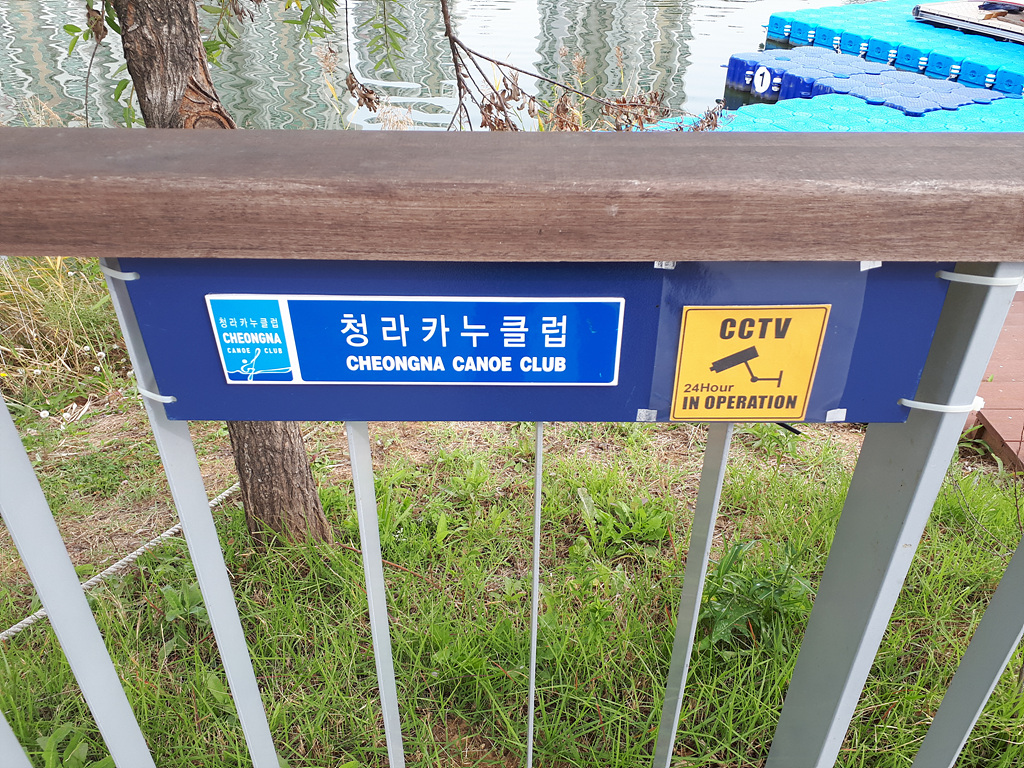 청라카누클럽
CHEONGNA
CANOE CLUB
청라카누클럽
CHEONGNA CANOE CLUB
CCTV
24Hour
IN OPERATION
1